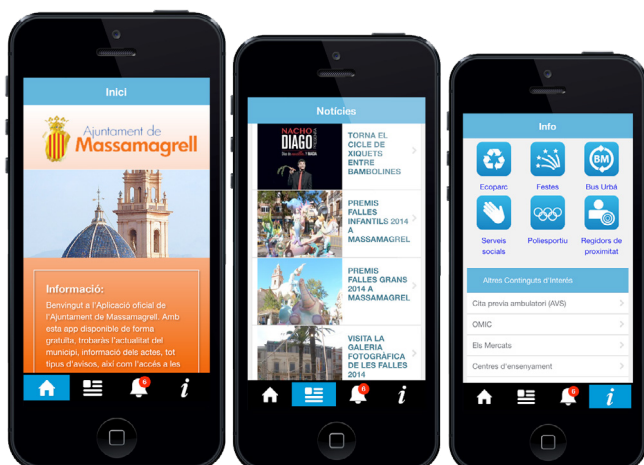 Inici
Ajuntament de
Massamagrell
Informació:
Benvingut a l'Aplicació oficial de
l'Ajuntament de Massamagrell. Amb
esta app disponible de forma
gratuïta, trobaràs l'actualitat del
municipi, informació dels actes, tot
tipus d'avisos, així com l'accés a les
6
i
Notícies
NACHO
DIAGO
TORNA EL
CICLE DE
XIQUETS
ENTRE
BAMBOLINES
PREMIS
FALLES
INFANTILS 2014
A
MASSAMAGREL
PREMIS
FALLES GRANS
2014 A
MASSAMAGREL
VISITA LA
GALERIA
FOTOGRÀFICA
DE LES FALLES
2014
6
i
Info
BM
Ecoparc
Festes
Bus Urbá
Serveis
socials
Poliesportiu
Regidors de
proximitat
Altres Continguts d'Interés
Cita previa ambulatori (AVS)
OMIC
Els Mercats
Centres d'ensenyament
6
i